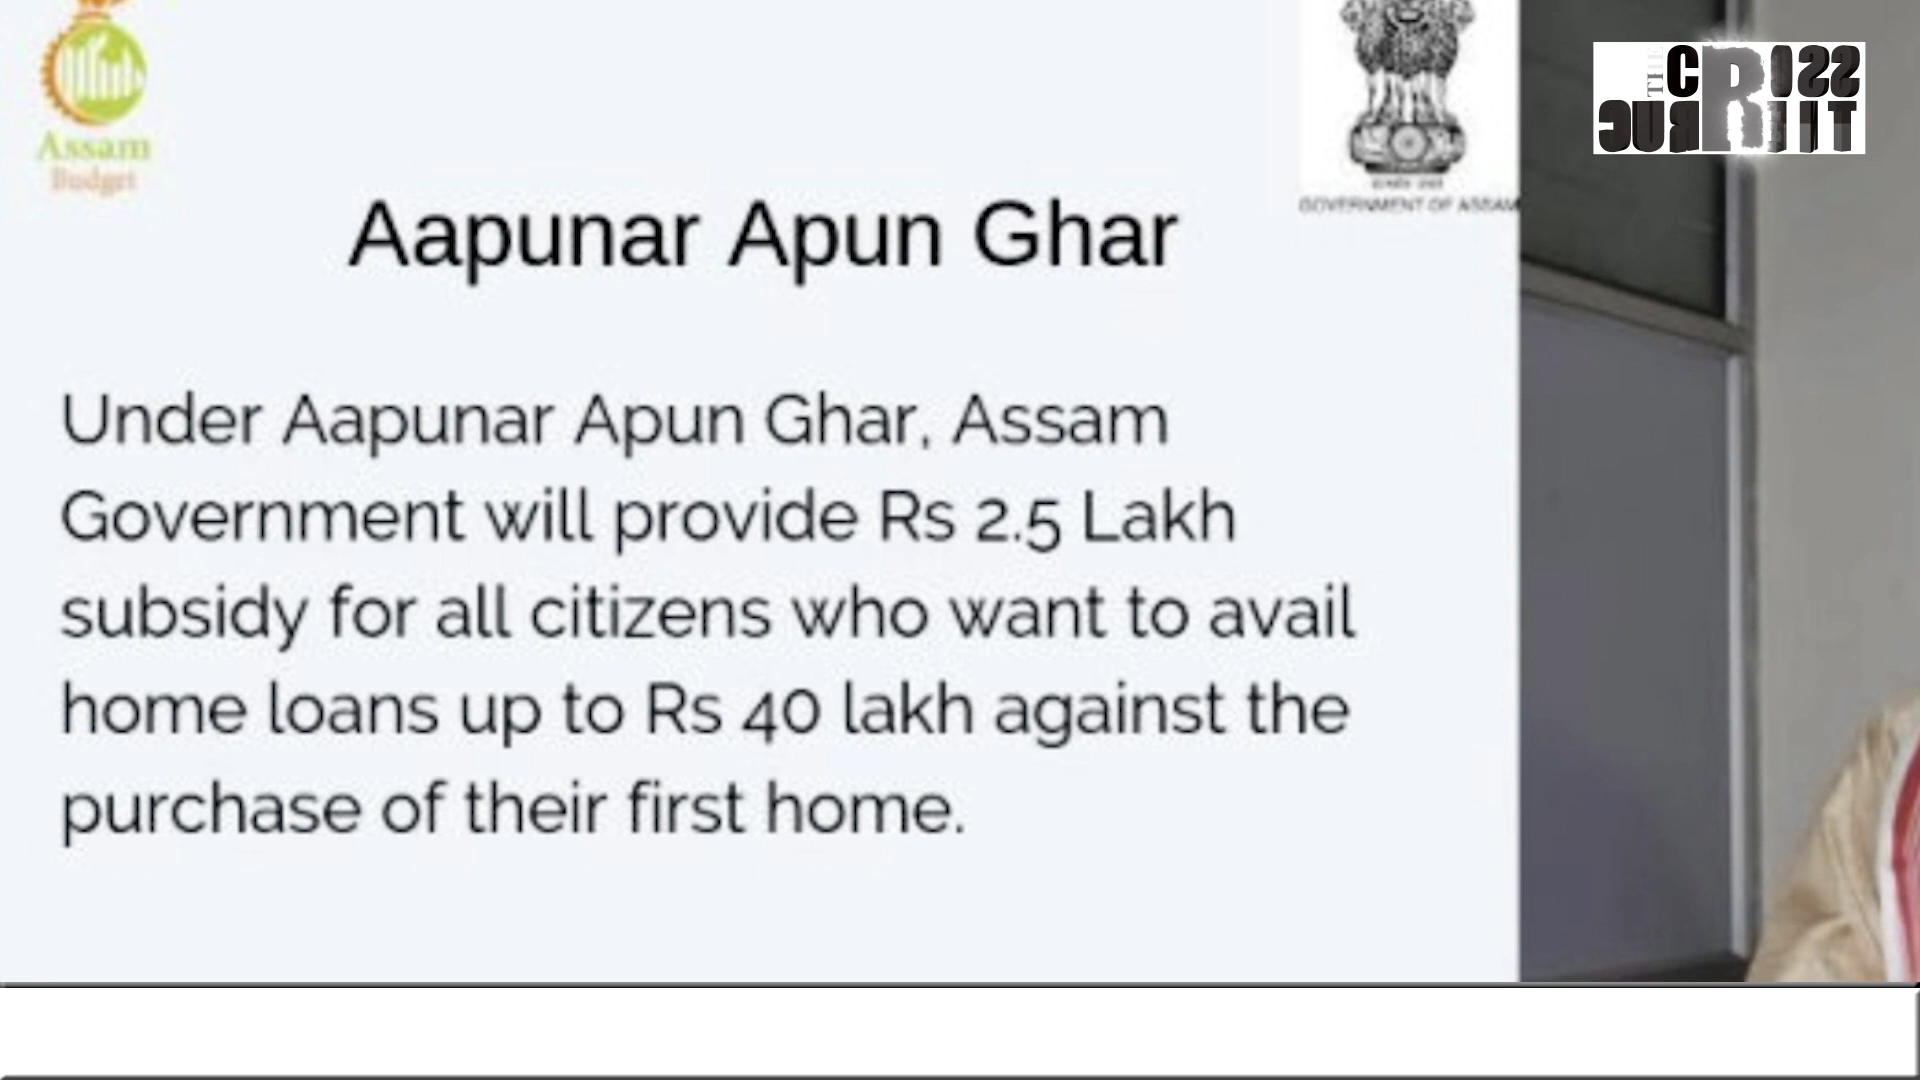 Assam
Budget
GOVERNMENT OF ASSAM
THE CRISS
Aapunar Apun Ghar
Under Aapunar Apun Ghar, Assam
Government will provide Rs 2.5 Lakh
subsidy for all citizens who want to avail
home loans up to Rs 40 lakh against the
purchase of their first home.